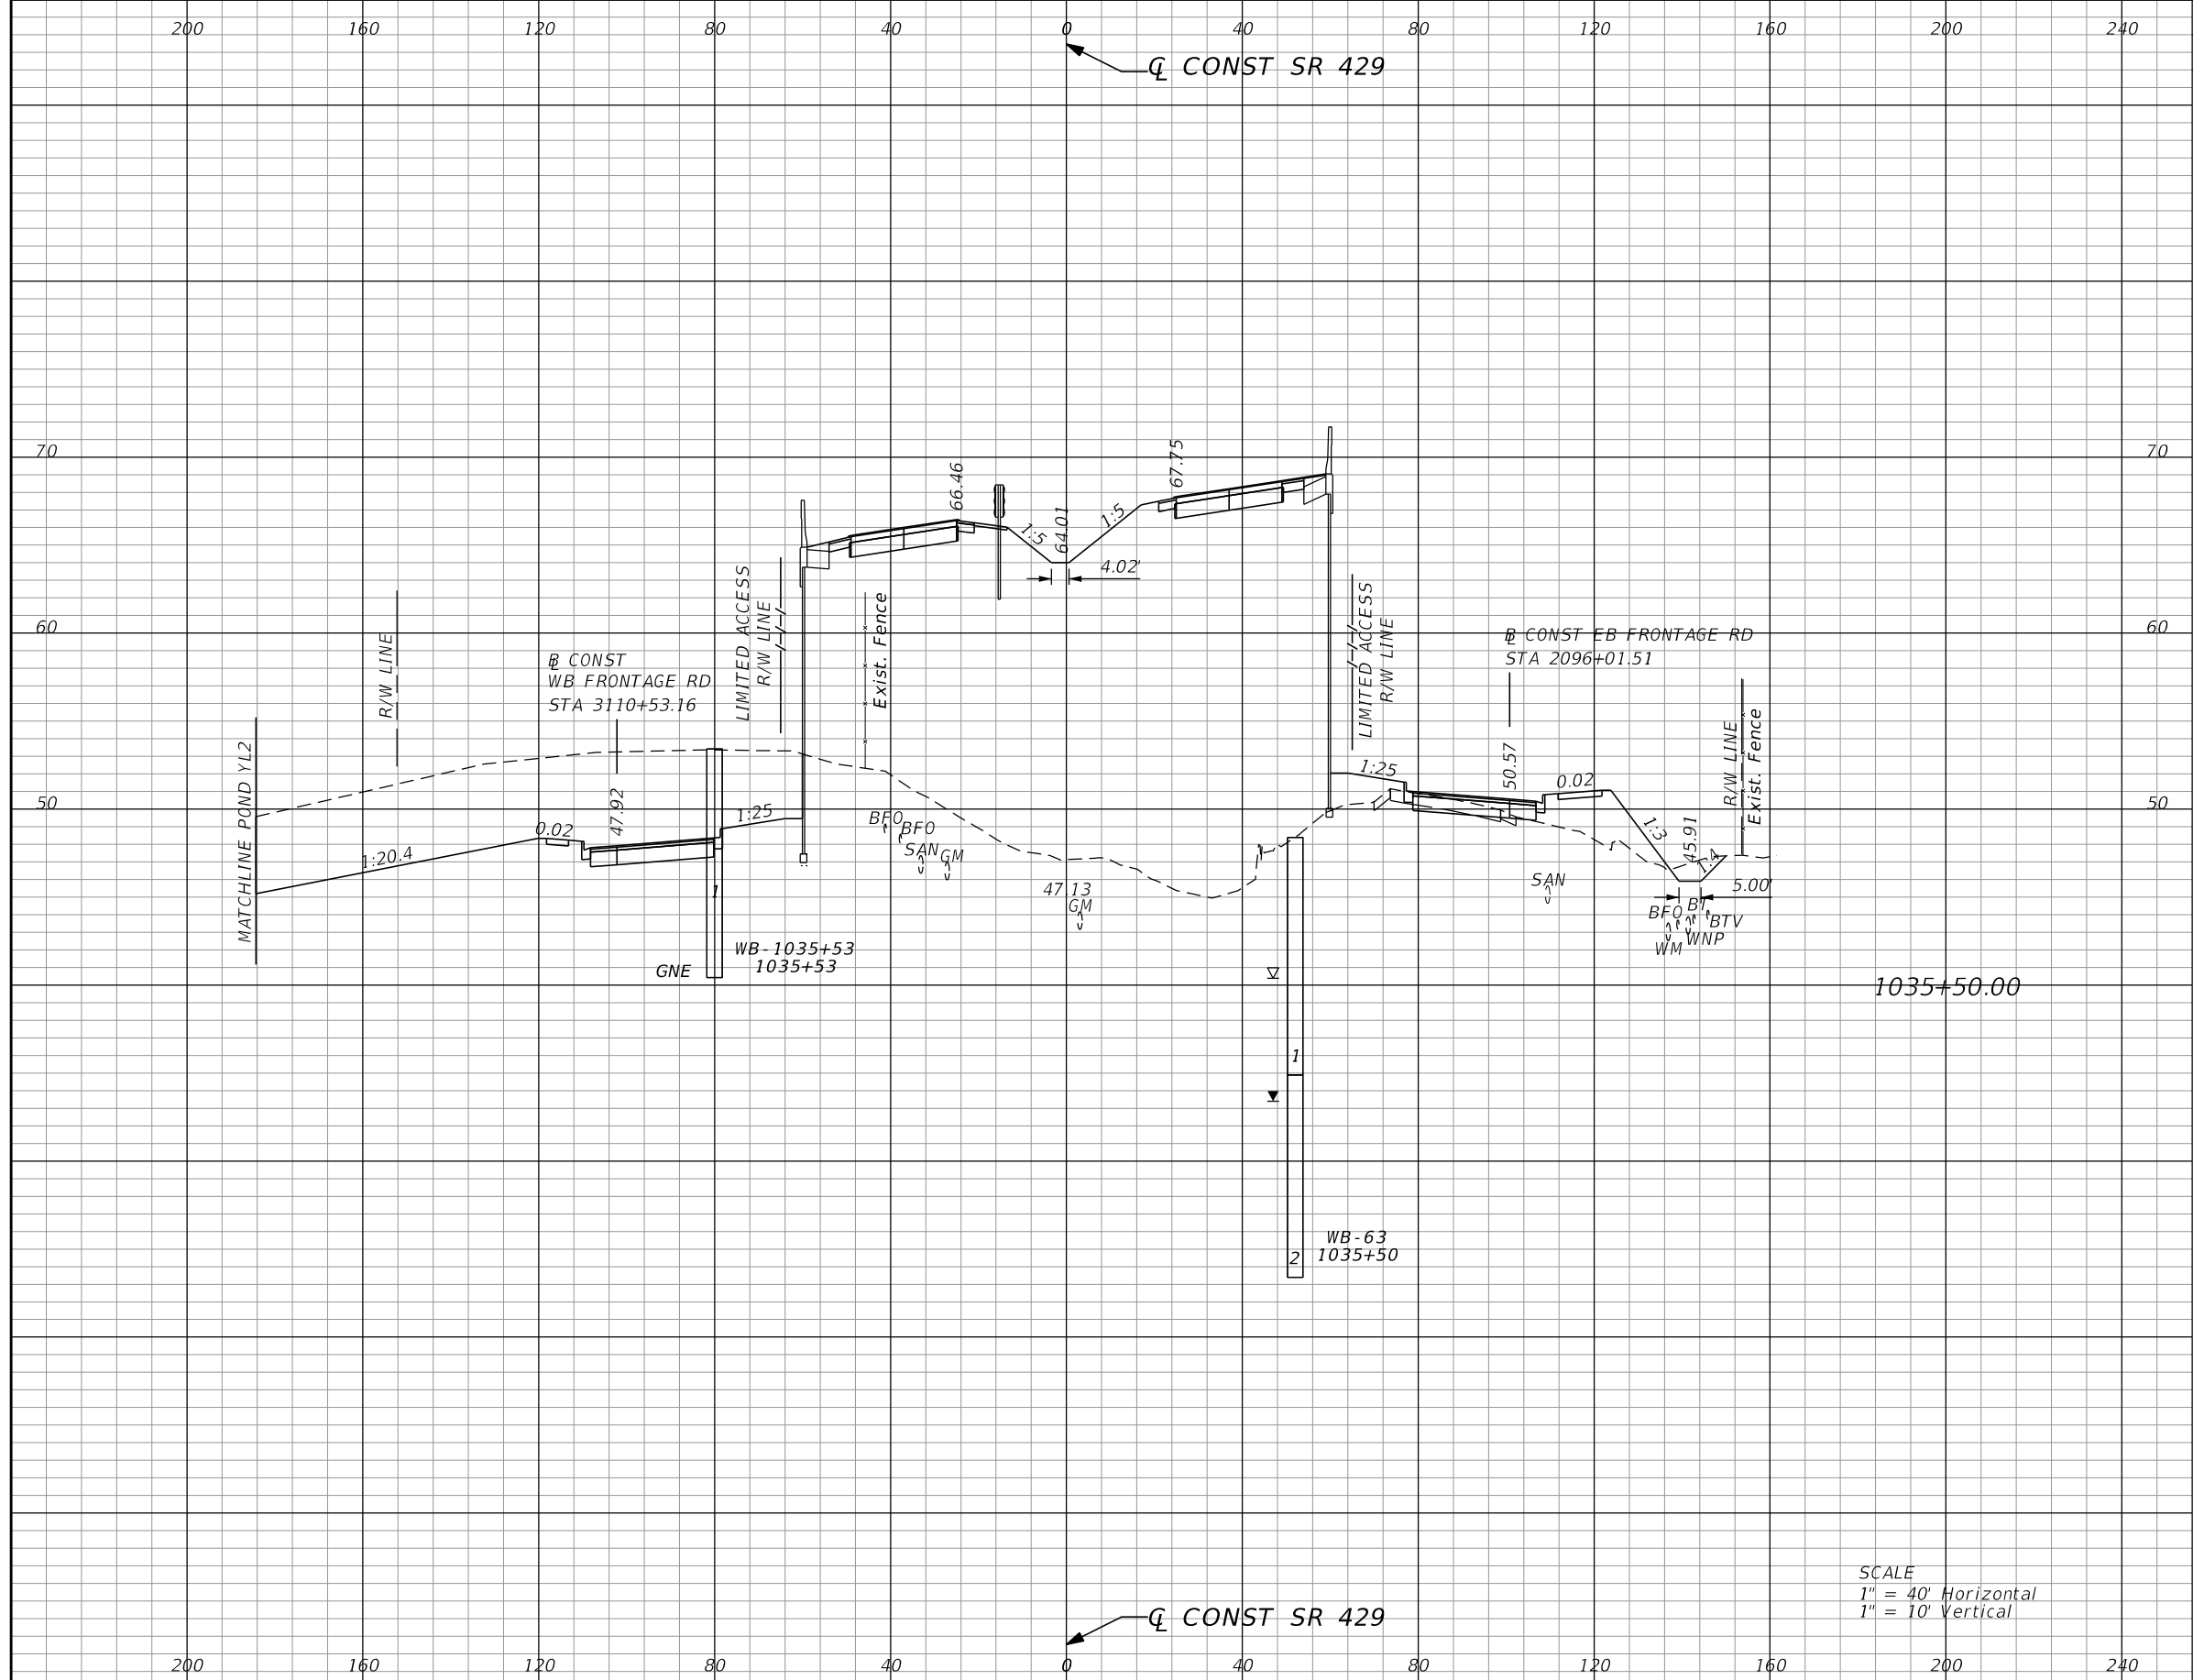 200 160 120 80 40 0 40 80 120 160 200 240
℄ CONST SR 429
70 70
67.75
66.46
64.01
1:5
1:5
4.02'
60 60
LIMITED ACCESS
R/W LINE
Exist. Fence
R/W LINE
B̲L CONST
WB FRONTAGE RD
STA 3110+53.16
LIMITED ACCESS
R/W LINE
B̲L CONST EB FRONTAGE RD
STA 2096+01.51
R/W LINE
Exist. Fence
MATCHLINE POND YL2
50 50
1:20.4
0.02
47.92
1:25
1:25
50.57
0.02
1:3
45.91
1:4
5.00'
BFO
BFO
SAN
GM
47.13
GM
SAN
BFO
BT
BTV
WNP
WM
1
WB-1035+53
1035+53
GNE
1035+50.00
1
2
WB-63
1035+50
SCALE
1" = 40' Horizontal
1" = 10' Vertical
℄ CONST SR 429
200 160 120 80 40 0 40 80 120 160 200 240